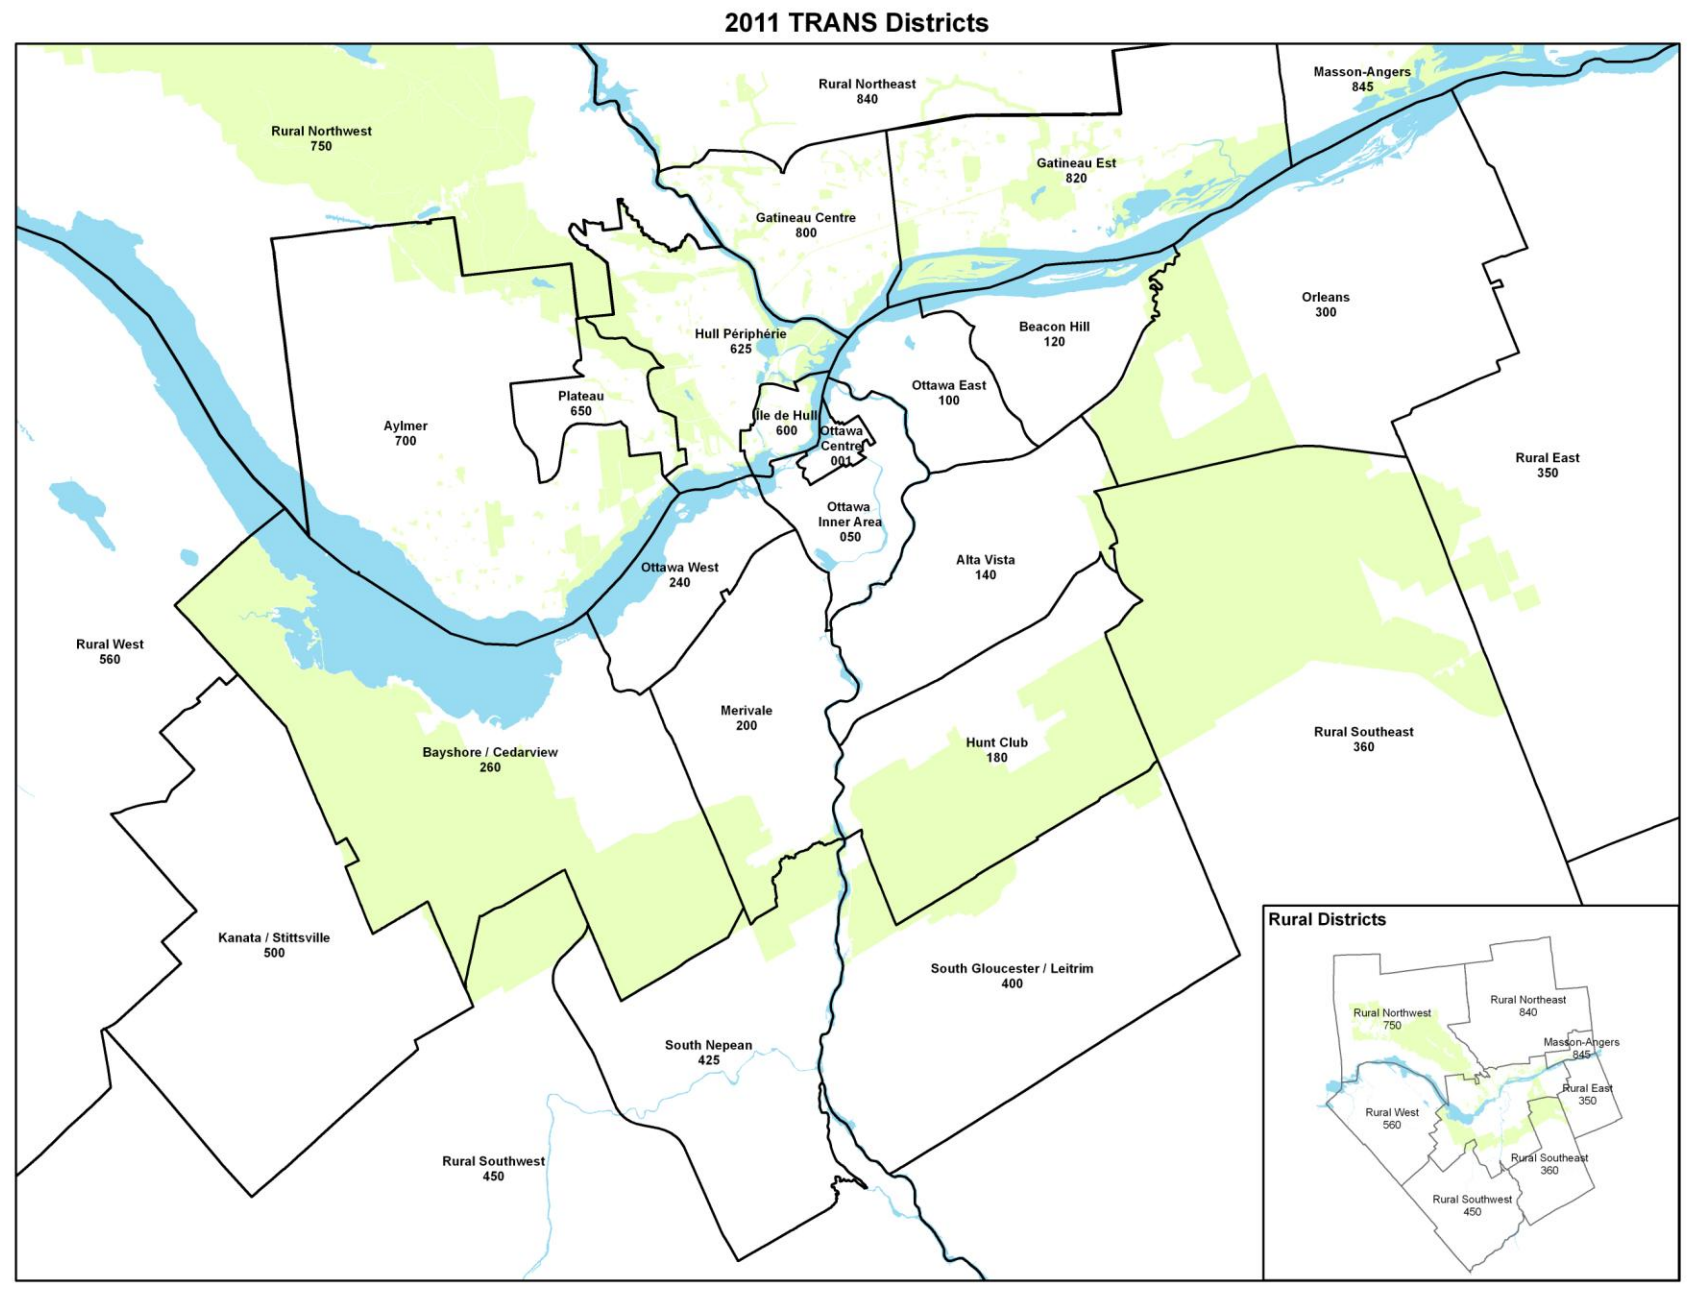 2011 TRANS Districts
Rural Northeast
840
Masson-Angers
845
Rural Northwest
750
Gatineau Est
820
Gatineau Centre
800
Orleans
300
Beacon Hill
120
Hull Périphérie
625
Ottawa East
100
Plateau
650
Île de Hull
600
Aylmer
700
Ottawa
Centre
001
Rural East
350
Ottawa
Inner Area
050
Ottawa West
240
Alta Vista
140
Rural West
560
Merivale
200
Hunt Club
180
Rural Southeast
360
Bayshore / Cedarview
260
Kanata / Stittsville
500
South Gloucester / Leitrim
400
South Nepean
425
Rural Southwest
450
Rural Districts
Rural Northeast
840
Rural Northwest
750
Masson-Angers
845
Rural East
350
Rural West
560
Rural Southeast
360
Rural Southwest
450